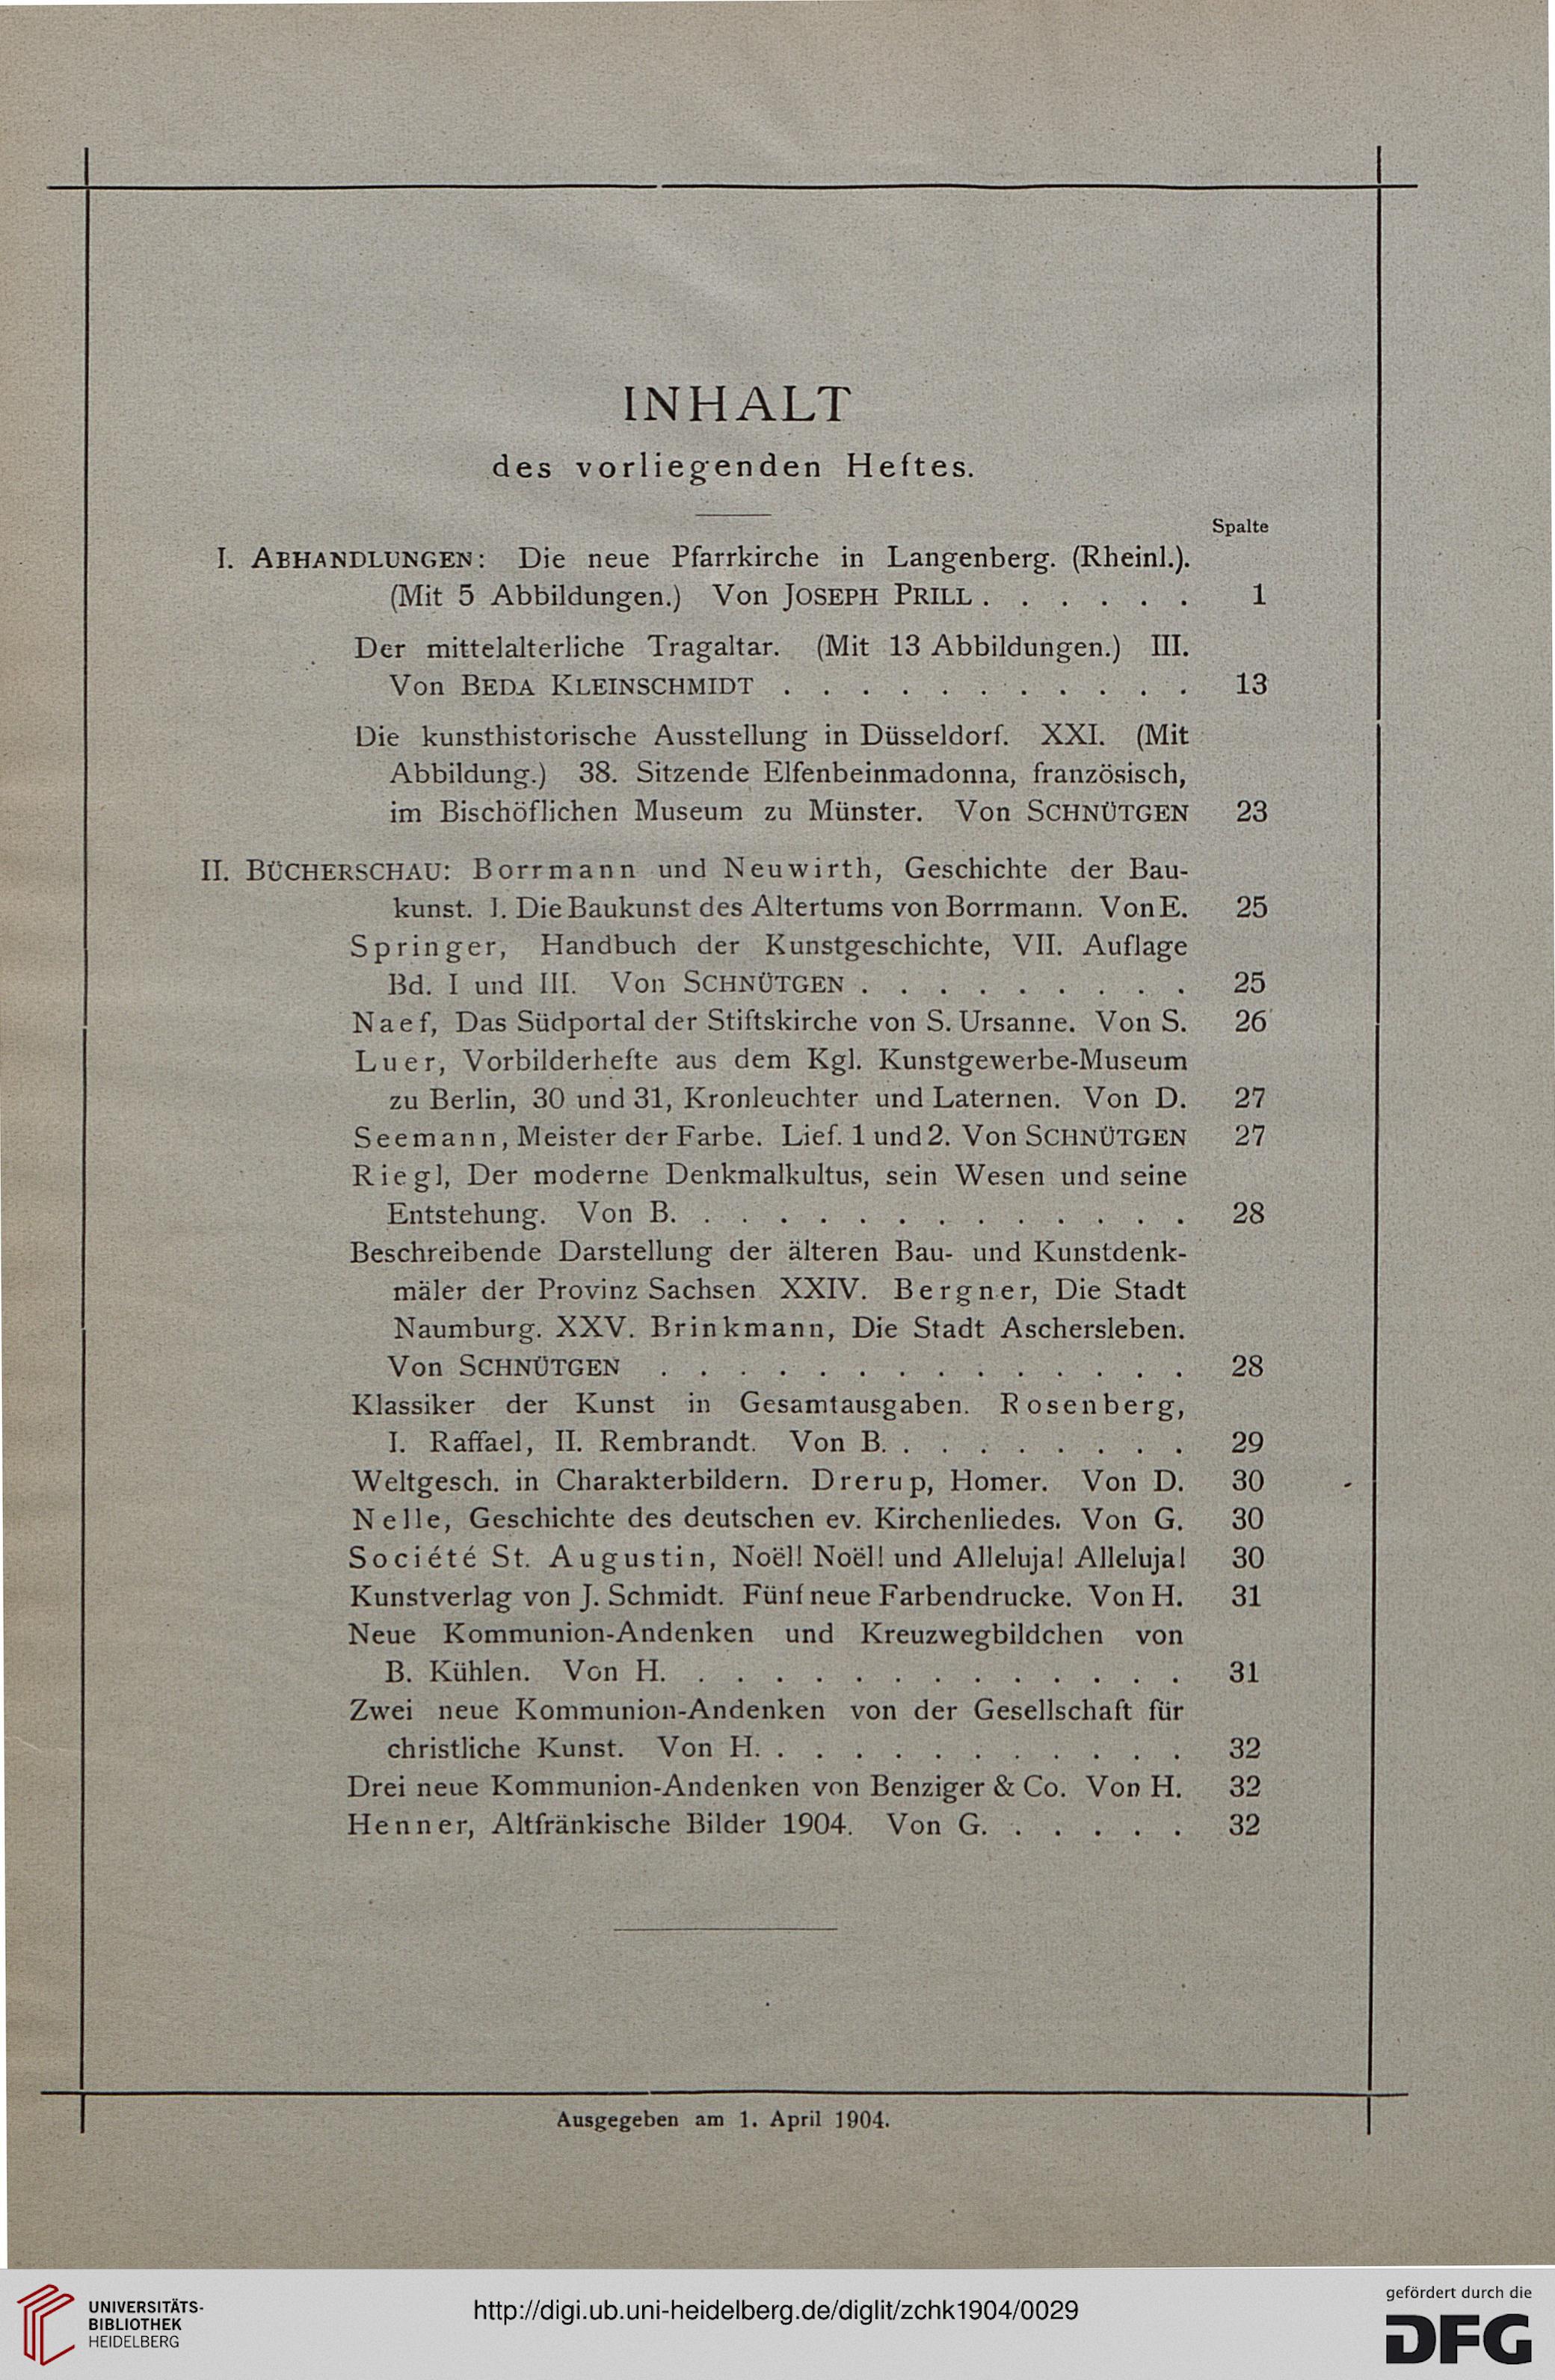 INHALT
des vorliegenden Heftes.
Spalte
I. ABHANDLUNGEN: Die neue Pfarrkirche in Langenberg. (Rheinl.).
(Mit 5 Abbildungen.) Von JOSEPH PRILL . . . . . . 1
Der mittelalterliche Tragaltar. (Mit 13 Abbildungen.) III.
Von BEDA KLEINSCHMIDT . . . . . . . . . . . 13
Die kunsthistorische Ausstellung in Düsseldorf. XXI. (Mit
Abbildung.) 38. Sitzende Elfenbeinmadonna, französisch,
im Bischöflichen Museum zu Münster. Von SCHNÜTGEN 23
II. BÜCHERSCHAU: Borrmann und Neuwirth, Geschichte der Bau-
kunst. I. Die Baukunst des Altertums von Borrmann. Von E. 25
Springer, Handbuch der Kunstgeschichte, VII. Auflage
Bd. I und III. Von SCHNÜTGEN . . . . . . . . . 25
Naef, Das Südportal der Stiftskirche von S. Ursanne. Von S. 26
Luer, Vorbilderhefte aus dem Kgl. Kunstgewerbe-Museum
zu Berlin, 30 und 31, Kronleuchter und Laternen. Von D. 27
Seemann, Meister der Farbe. Lief. 1 und 2. Von SCHNÜTGEN 27
Riegl, Der moderne Denkmalkultus, sein Wesen und seine
Entstehung. Von B. . . . . . . . . . . . . . 28
Beschreibende Darstellung der älteren Bau- und Kunstdenk-
mäler der Provinz Sachsen XXIV. Bergner, Die Stadt
Naumburg. XXV. Brinkmann, Die Stadt Aschersleben.
Von SCHNÜTGEN . . . . . . . . . . . . . . 28
Klassiker der Kunst in Gesamtausgaben. Rosenberg,
I. Raffael, II. Rembrandt. Von B. . . . . . . . . 29
Weltgesch. in Charakterbildern. Drerup, Homer. Von D. 30
Nelle, Geschichte des deutschen ev. Kirchenliedes. Von G. 30
Société St. Augustin, Noël! Noël! und Alleluja! Alleluja! 30
Kunstverlag von J. Schmidt. Fünf neue Farbendrucke. Von H. 31
Neue Kommunion-Andenken und Kreuzwegbildchen von
B. Kühlen. Von H. . . . . . . . . . . . . . 31
Zwei neue Kommunion-Andenken von der Gesellschaft für
christliche Kunst. Von H. . . . . . . . . . . . 32
Drei neue Kommunion-Andenken von Benziger & Co. Von H. 32
Henner, Altfränkische Bilder 1904. Von G. . . . . . 32
Ausgegeben am 1. April 1904.
UNIVERSITÄTS-
BIBLIOTHEK
HEIDELBERG
http://digi.ub.uni-heidelberg.de/diglit/zchk1904/0029
gefördert durch die
DFG